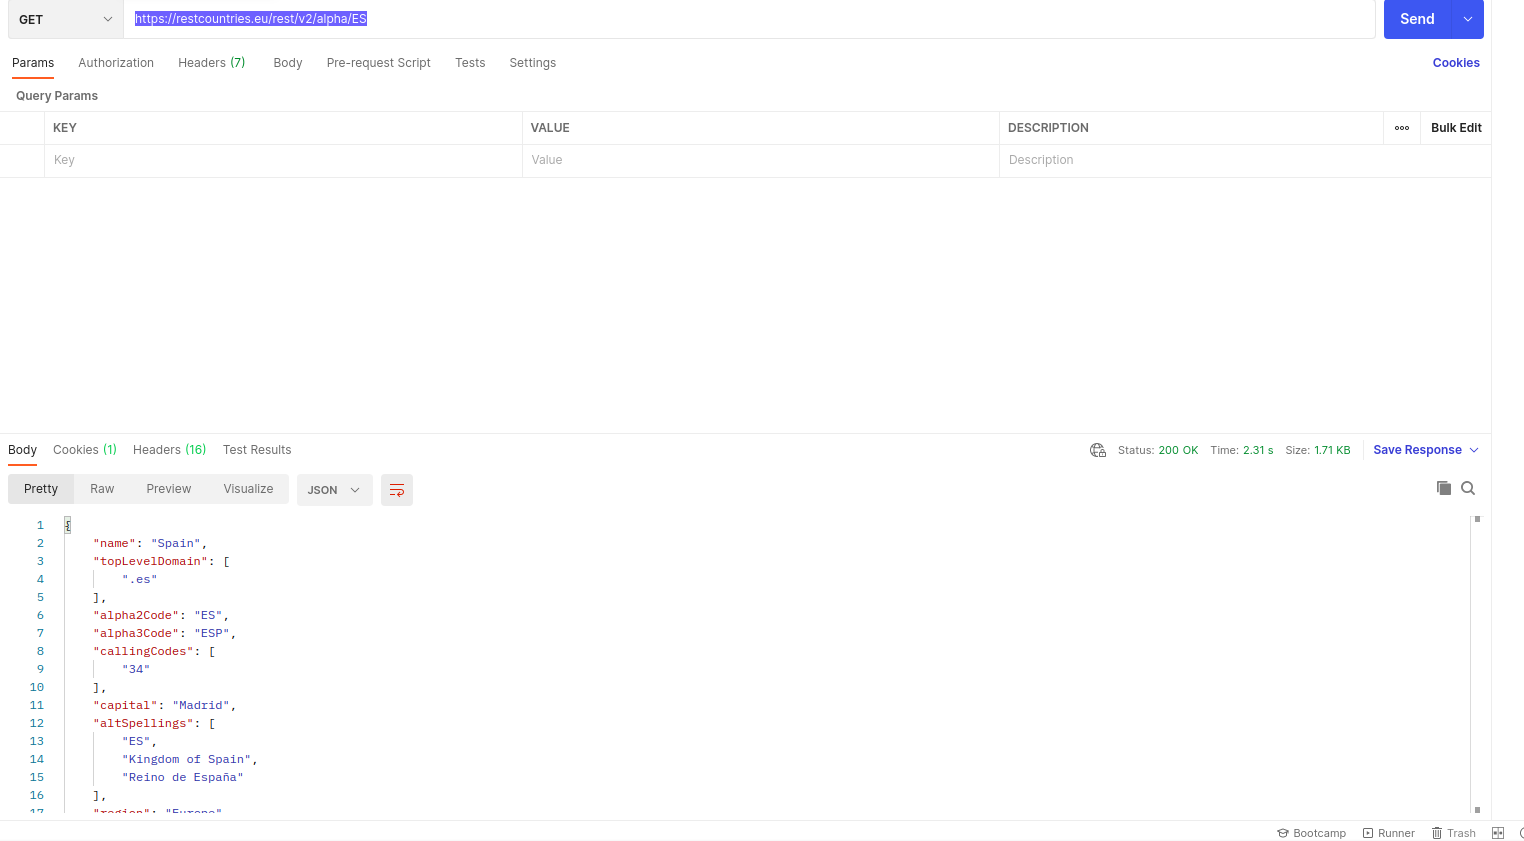 GET https://restcountries.eu/rest/v2/alpha/ES Send
Params Authorization Headers (7) Body Pre-request Script Tests Settings Cookies
Query Params
KEY VALUE DESCRIPTION ooo Bulk Edit
Key Value Description
Body Cookies (1) Headers (16) Test Results Status: 200 OK Time: 2.31 s Size: 1.71 KB Save Response
Pretty Raw Preview Visualize JSON
1 {
2 "name": "Spain",
3 "topLevelDomain": [
4 ".es"
5 ],
6 "alpha2Code": "ES",
7 "alpha3Code": "ESP",
8 "callingCodes": [
9 "34"
10 ],
11 "capital": "Madrid",
12 "altSpellings": [
13 "ES",
14 "Kingdom of Spain",
15 "Reino de España"
16 ],
17 "region": "Europe",
Bootcamp Runner Trash